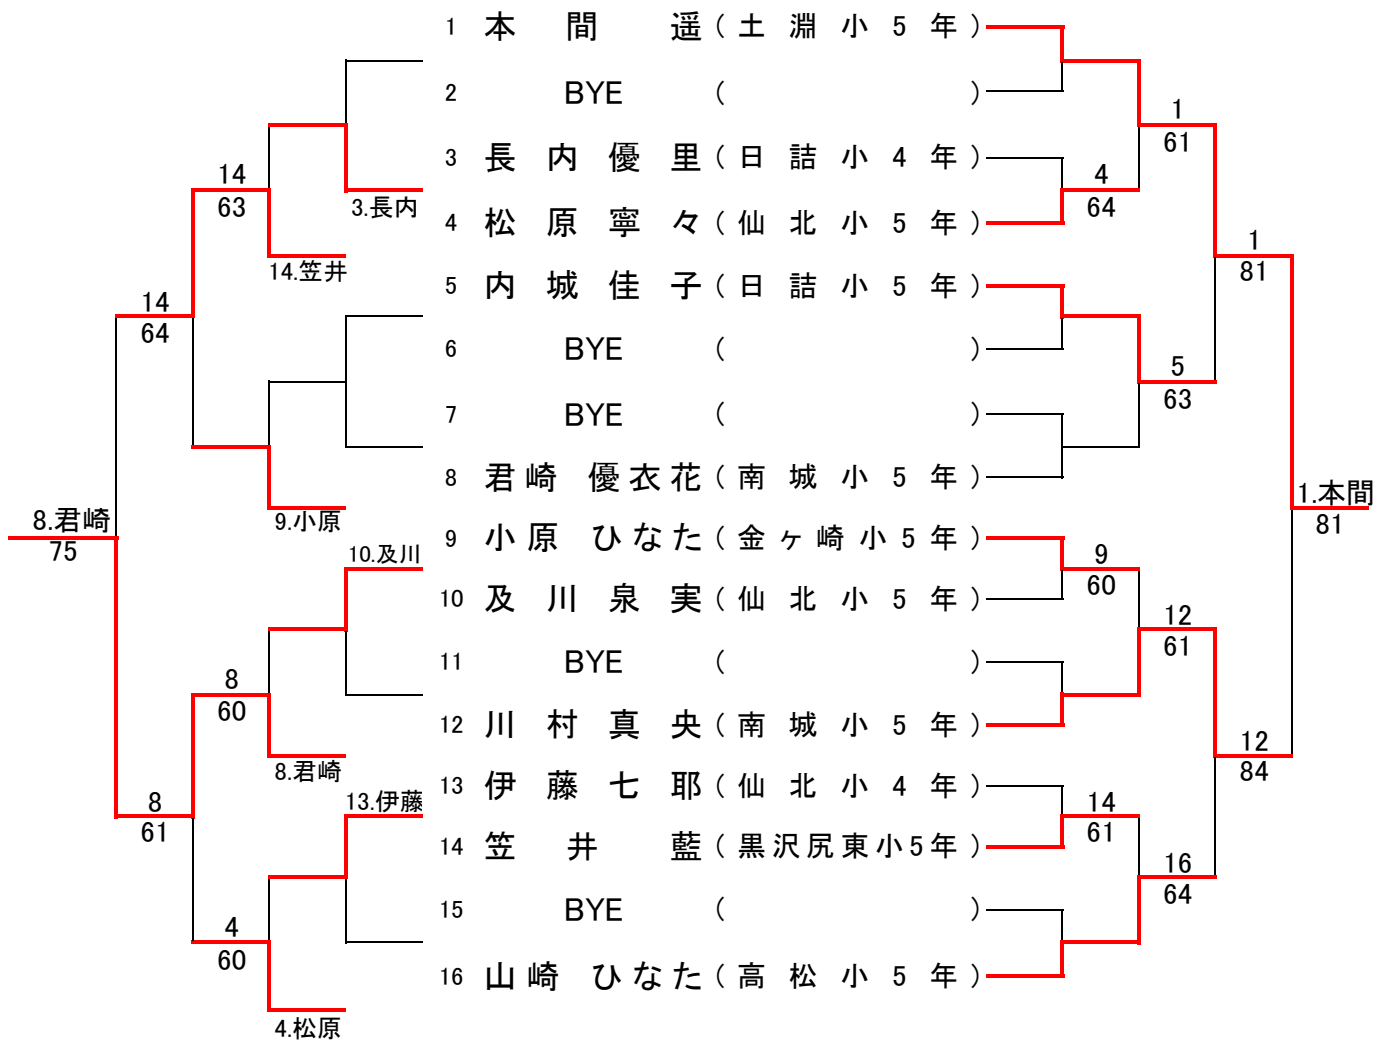 1 本間 遥 ( 土淵小5年 )
2 BYE ( )
3 長内優里 ( 日詰小4年 )
4 松原寧々 ( 仙北小5年 )
5 内城佳子 ( 日詰小5年 )
6 BYE ( )
7 BYE ( )
8 君崎 優衣花 ( 南城小5年 )
9 小原 ひなた ( 金ヶ崎小5年 )
10 及川泉実 ( 仙北小5年 )
11 BYE ( )
12 川村真央 ( 南城小5年 )
13 伊藤七耶 ( 仙北小4年 )
14 笠井 藍 ( 黒沢尻東小5年 )
15 BYE ( )
16 山崎 ひなた ( 高松小5年 )
3.長内
14
63
14.笠井
14
64
9.小原
8.君崎
75
10.及川
8
60
8.君崎
8
61
13.伊藤
4
60
4.松原
1
61
4
64
1
81
5
63
1.本間
81
9
60
12
61
12
84
14
61
16
64